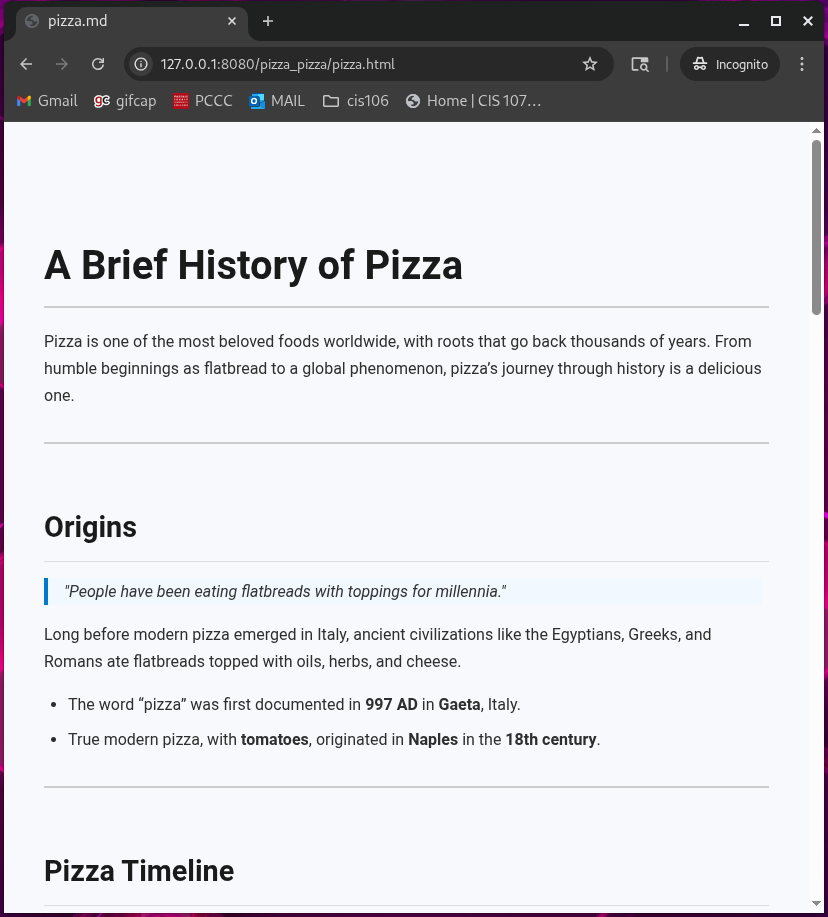 pizza.md
127.0.0.1:8080/pizza_pizza/pizza.html
Incognito
Gmail
gc gifcap
PCCC
MAIL
cis106
Home | CIS 107…
A Brief History of Pizza
Pizza is one of the most beloved foods worldwide, with roots that go back thousands of years. From
humble beginnings as flatbread to a global phenomenon, pizza’s journey through history is a delicious
one.
Origins
"People have been eating flatbreads with toppings for millennia."
Long before modern pizza emerged in Italy, ancient civilizations like the Egyptians, Greeks, and
Romans ate flatbreads topped with oils, herbs, and cheese.
• The word “pizza” was first documented in 997 AD in Gaeta, Italy.
• True modern pizza, with tomatoes, originated in Naples in the 18th century.
Pizza Timeline